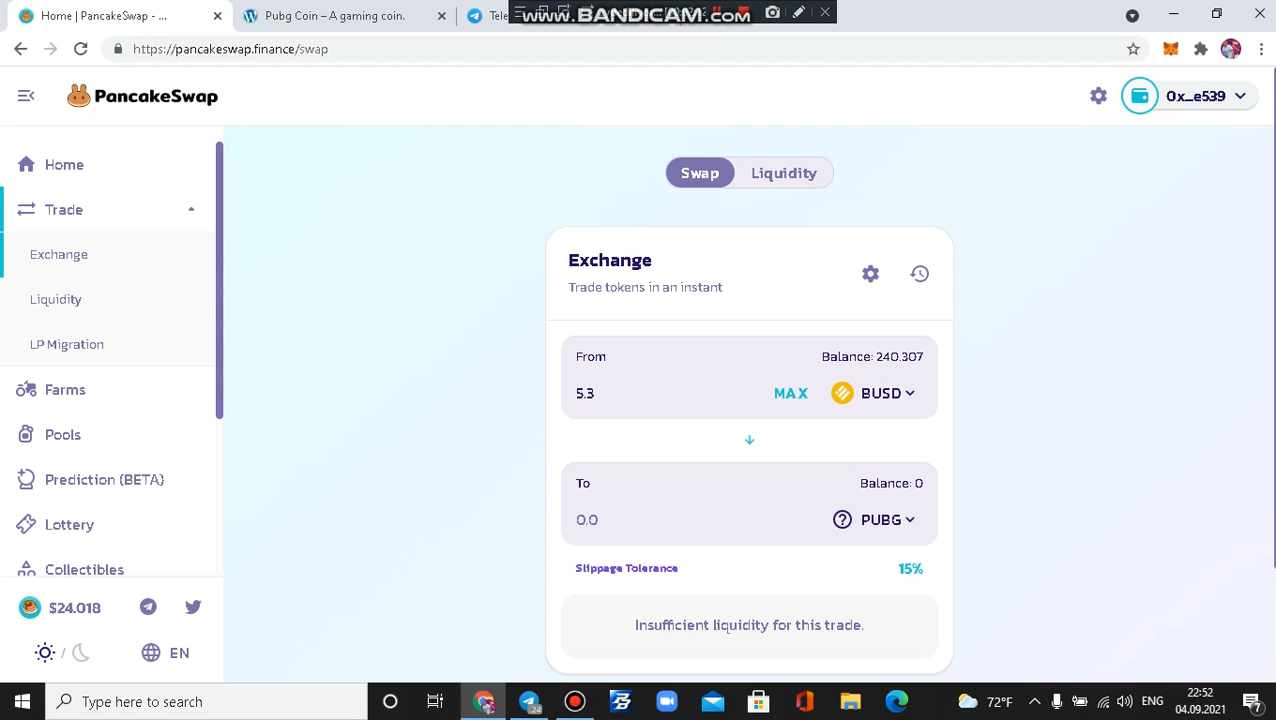 Home | PancakeSwap -
Pubg Coin – A gaming coin.
Tele
www.BANDICAM.com
https://pancakeswap.finance/swap
PancakeSwap
0x_e539
Home
Trade
Exchange
Liquidity
LP Migration
Farms
Pools
Prediction (BETA)
Lottery
Collectibles
$24.018
EN
Swap
Liquidity
Exchange
Trade tokens in an instant
From
Balance: 240.307
5.3
MAX
BUSD
To
Balance: 0
0.0
PUBG
Slippage Tolerance
15%
Insufficient liquidity for this trade.
Type here to search
24
72°F
ENG
22:52
04.09.2021
7